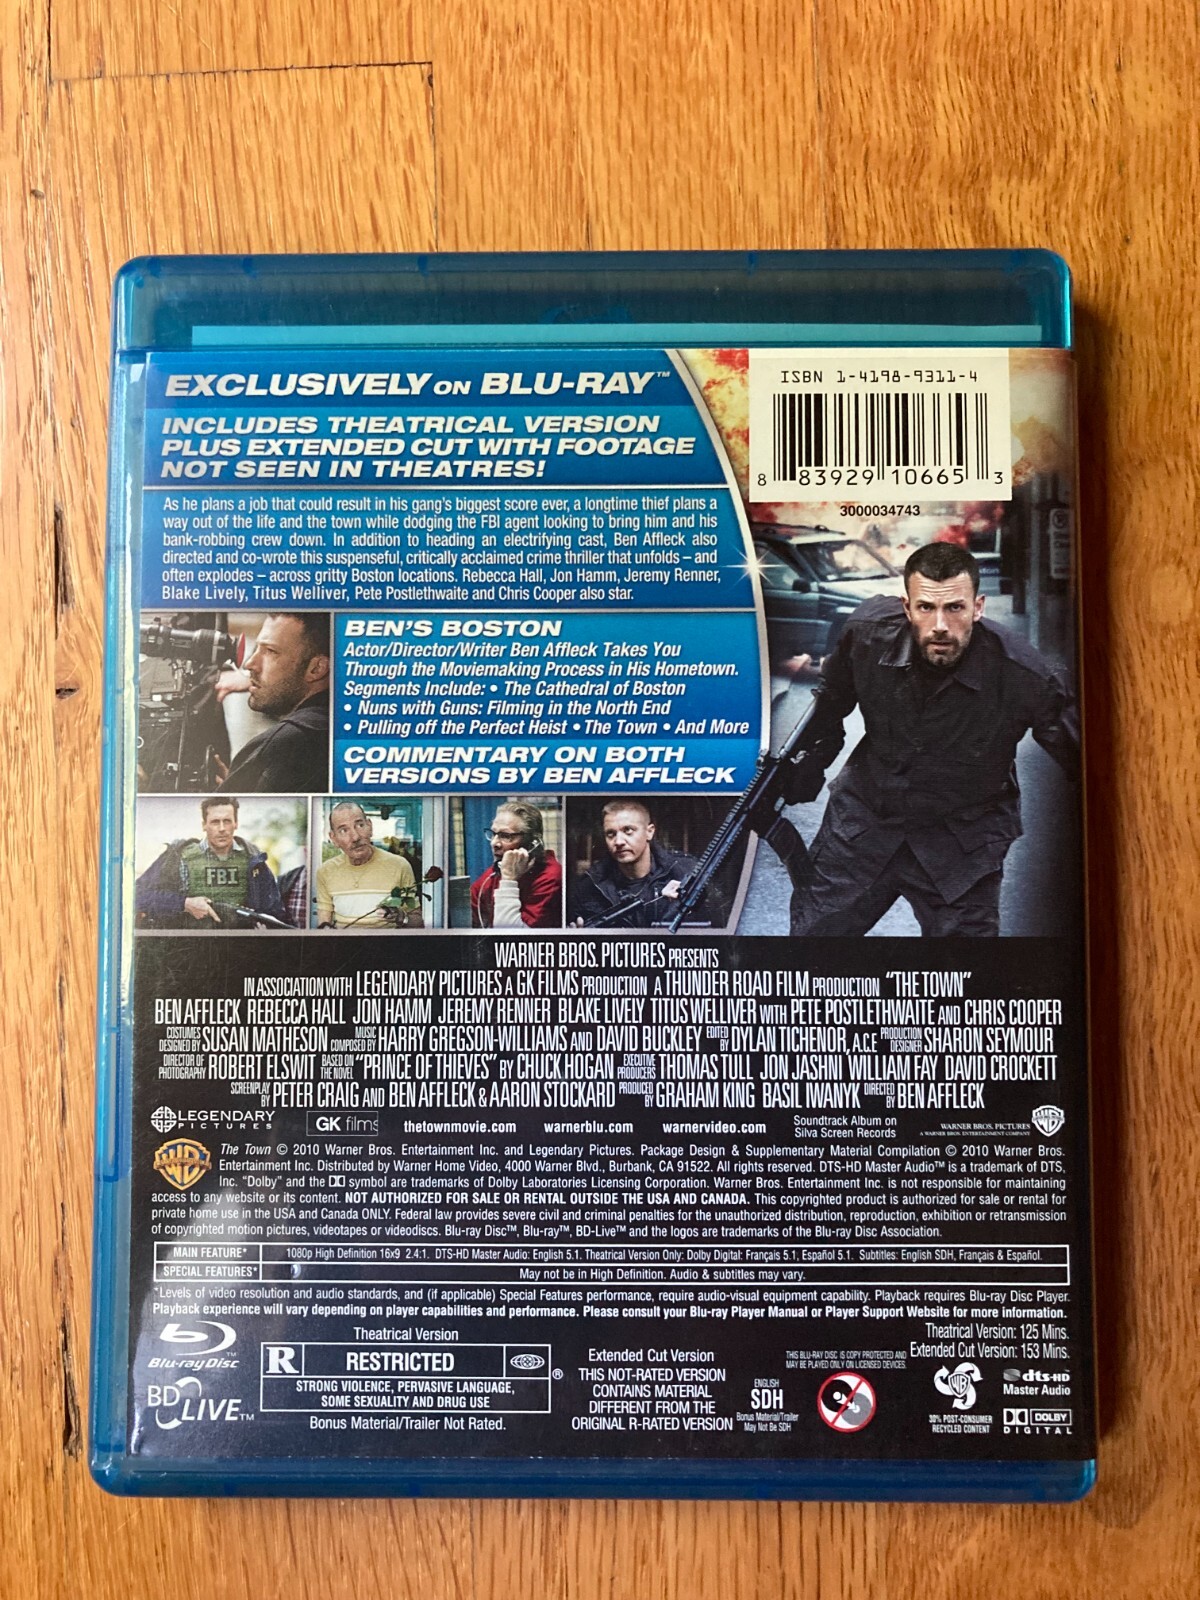 EXCLUSIVELY ON BLU-RAY™
INCLUDES THEATRICAL VERSION
PLUS EXTENDED CUT WITH FOOTAGE
NOT SEEN IN THEATRES!
ISBN 1-4198-9311-4
8 83929 10665 3
3000034743
As he plans a job that could result in his gang's biggest score ever, a longtime thief plans a
way out of the life and the town while dodging the FBI agent looking to bring him and his
bank-robbing crew down. In addition to heading an electrifying cast, Ben Affleck also
directed and co-wrote this suspenseful, critically acclaimed crime thriller that unfolds – and
often explodes – across gritty Boston locations. Rebecca Hall, Jon Hamm, Jeremy Renner,
Blake Lively, Titus Welliver, Pete Postlethwaite and Chris Cooper also star.
BEN'S BOSTON
Actor/Director/Writer Ben Affleck Takes You
Through the Moviemaking Process in His Hometown.
Segments Include: • The Cathedral of Boston
• Nuns with Guns: Filming in the North End
• Pulling off the Perfect Heist • The Town • And More
COMMENTARY ON BOTH
VERSIONS BY BEN AFFLECK
FBI
WARNER BROS. PICTURES PRESENTS
IN ASSOCIATION WITH LEGENDARY PICTURES A GK FILMS PRODUCTION A THUNDER ROAD FILM PRODUCTION "THE TOWN"
BEN AFFLECK REBECCA HALL JON HAMM JEREMY RENNER BLAKE LIVELY TITUS WELLIVER WITH PETE POSTLETHWAITE AND CHRIS COOPER
COSTUMES DESIGNED BY SUSAN MATHESON MUSIC COMPOSED BY HARRY GREGSON-WILLIAMS AND DAVID BUCKLEY EDITED BY DYLAN TICHENOR, A.C.E PRODUCTION DESIGNER SHARON SEYMOUR
DIRECTOR OF PHOTOGRAPHY ROBERT ELSWIT BASED ON THE NOVEL "PRINCE OF THIEVES" BY CHUCK HOGAN EXECUTIVE PRODUCERS THOMAS TULL JON JASHNI WILLIAM FAY DAVID CROCKETT
SCREENPLAY BY PETER CRAIG AND BEN AFFLECK & AARON STOCKARD PRODUCED BY GRAHAM KING BASIL IWANYK DIRECTED BY BEN AFFLECK
LEGENDARY PICTURES GK films thetownmovie.com warnerblu.com warnervideo.com Soundtrack Album on Silva Screen Records WARNER BROS. PICTURES A WARNER BROS. ENTERTAINMENT COMPANY
The Town © 2010 Warner Bros. Entertainment Inc. and Legendary Pictures. Package Design & Supplementary Material Compilation © 2010 Warner Bros.
Entertainment Inc. Distributed by Warner Home Video, 4000 Warner Blvd., Burbank, CA 91522. All rights reserved. DTS-HD Master Audio™ is a trademark of DTS,
Inc. "Dolby" and the DD symbol are trademarks of Dolby Laboratories Licensing Corporation. Warner Bros. Entertainment Inc. is not responsible for maintaining
access to any website or its content. NOT AUTHORIZED FOR SALE OR RENTAL OUTSIDE THE USA AND CANADA. This copyrighted product is authorized for sale or rental for
private home use in the USA and Canada ONLY. Federal law provides severe civil and criminal penalties for the unauthorized distribution, reproduction, exhibition or retransmission
of copyrighted motion pictures, videotapes or videodiscs. Blu-ray Disc™, Blu-ray™, BD-Live™ and the logos are trademarks of the Blu-ray Disc Association.
MAIN FEATURE* 1080p High Definition 16x9 2.4:1. DTS-HD Master Audio: English 5.1. Theatrical Version Only: Dolby Digital: Français 5.1, Español 5.1. Subtitles: English SDH, Français & Español.
SPECIAL FEATURES* May not be in High Definition. Audio & subtitles may vary.
*Levels of video resolution and audio standards, and (if applicable) Special Features performance, require audio-visual equipment capability. Playback requires Blu-ray Disc Player.
Playback experience will vary depending on player capabilities and performance. Please consult your Blu-ray Player Manual or Player Support Website for more information.
Blu-ray Disc™
BD LIVE™
Theatrical Version
R RESTRICTED ®
STRONG VIOLENCE, PERVASIVE LANGUAGE,
SOME SEXUALITY AND DRUG USE
Bonus Material/Trailer Not Rated.
Extended Cut Version
THIS NOT-RATED VERSION
CONTAINS MATERIAL
DIFFERENT FROM THE
ORIGINAL R-RATED VERSION
ENGLISH
SDH
Bonus Material/Trailer
May Not Be SDH
THIS BLU-RAY DISC IS COPY PROTECTED AND
MAY BE PLAYED ONLY ON LICENSED DEVICES.
Theatrical Version: 125 Mins.
Extended Cut Version: 153 Mins.
30% POST-CONSUMER
RECYCLED CONTENT
dts-HD
Master Audio
DOLBY
DIGITAL